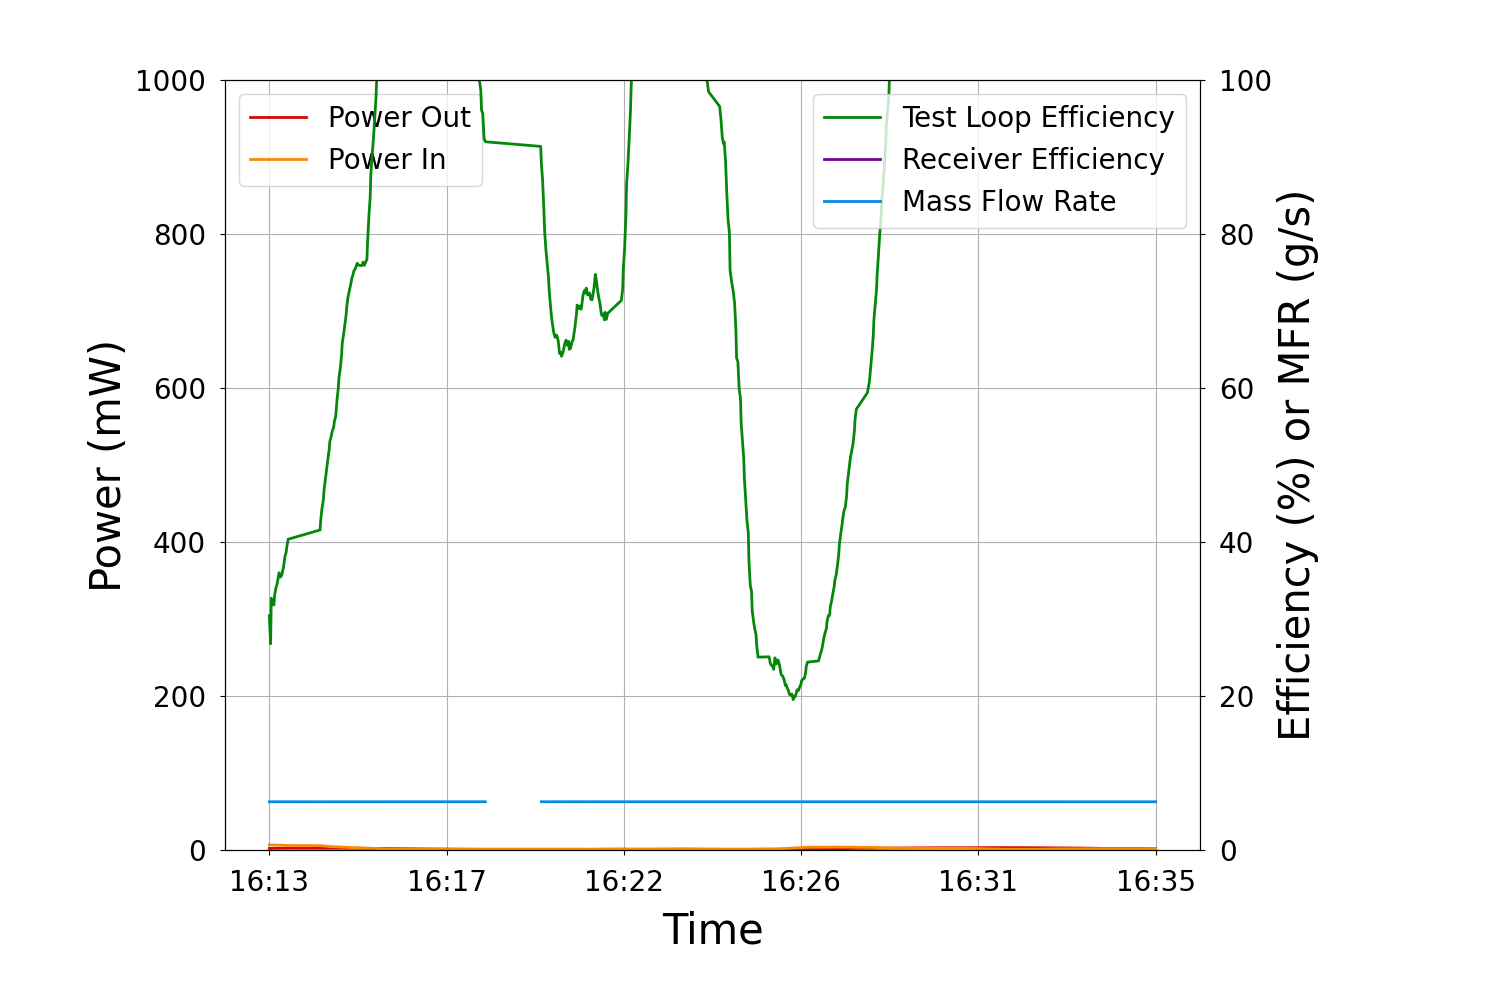 Power (mW)
1000
800
600
400
200
0
Power Out
Power In
Test Loop Efficiency
Receiver Efficiency
Mass Flow Rate
100
80
60
40
20
0
Efficiency (%) or MFR (g/s)
16:13 16:17 16:22 16:26 16:31 16:35
Time